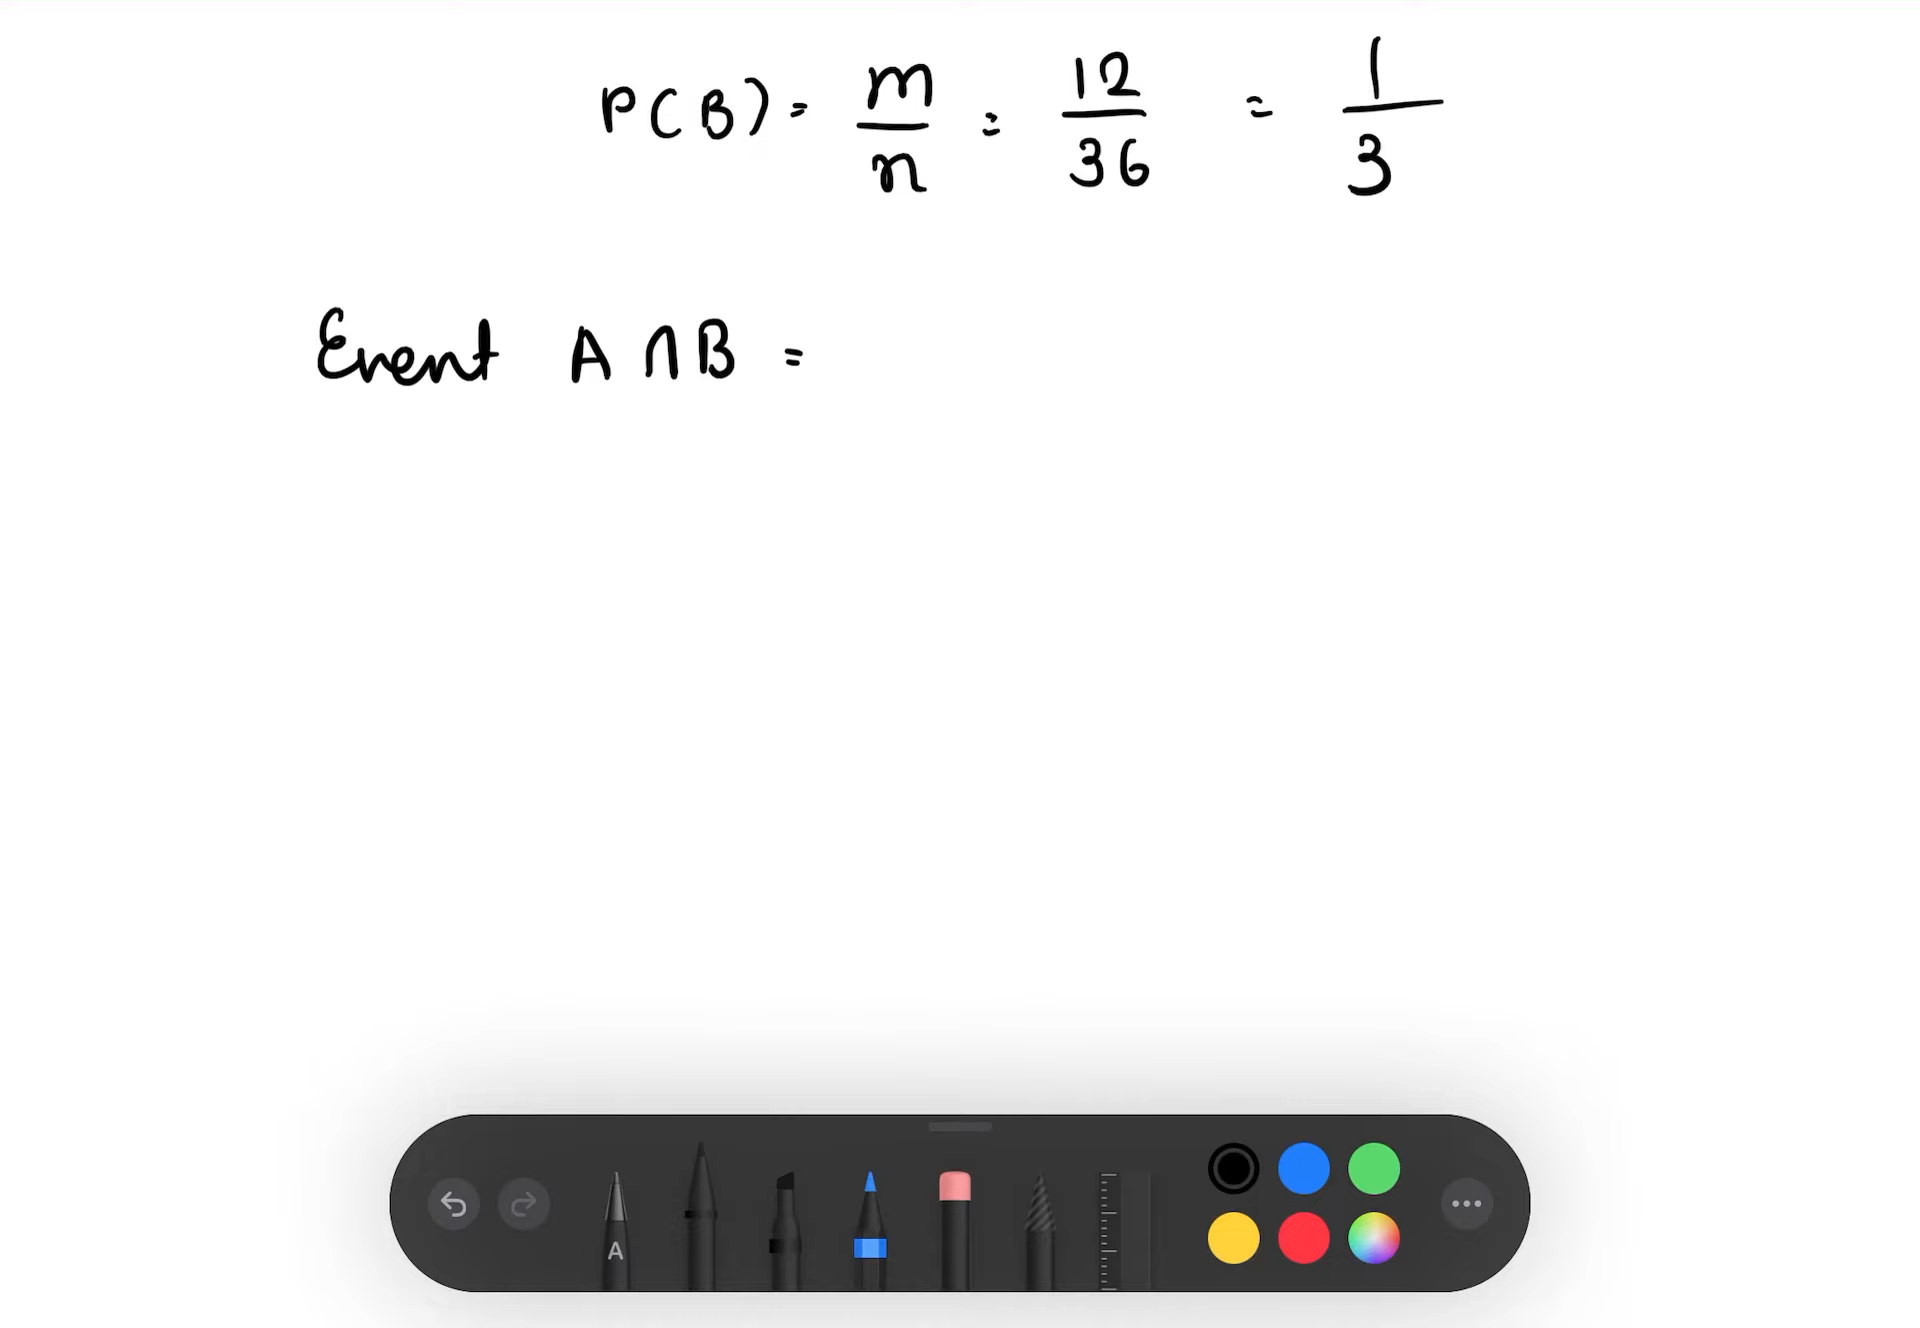 P(B) = m/n = 12/36 = 1/3
Event A ∩ B =
A